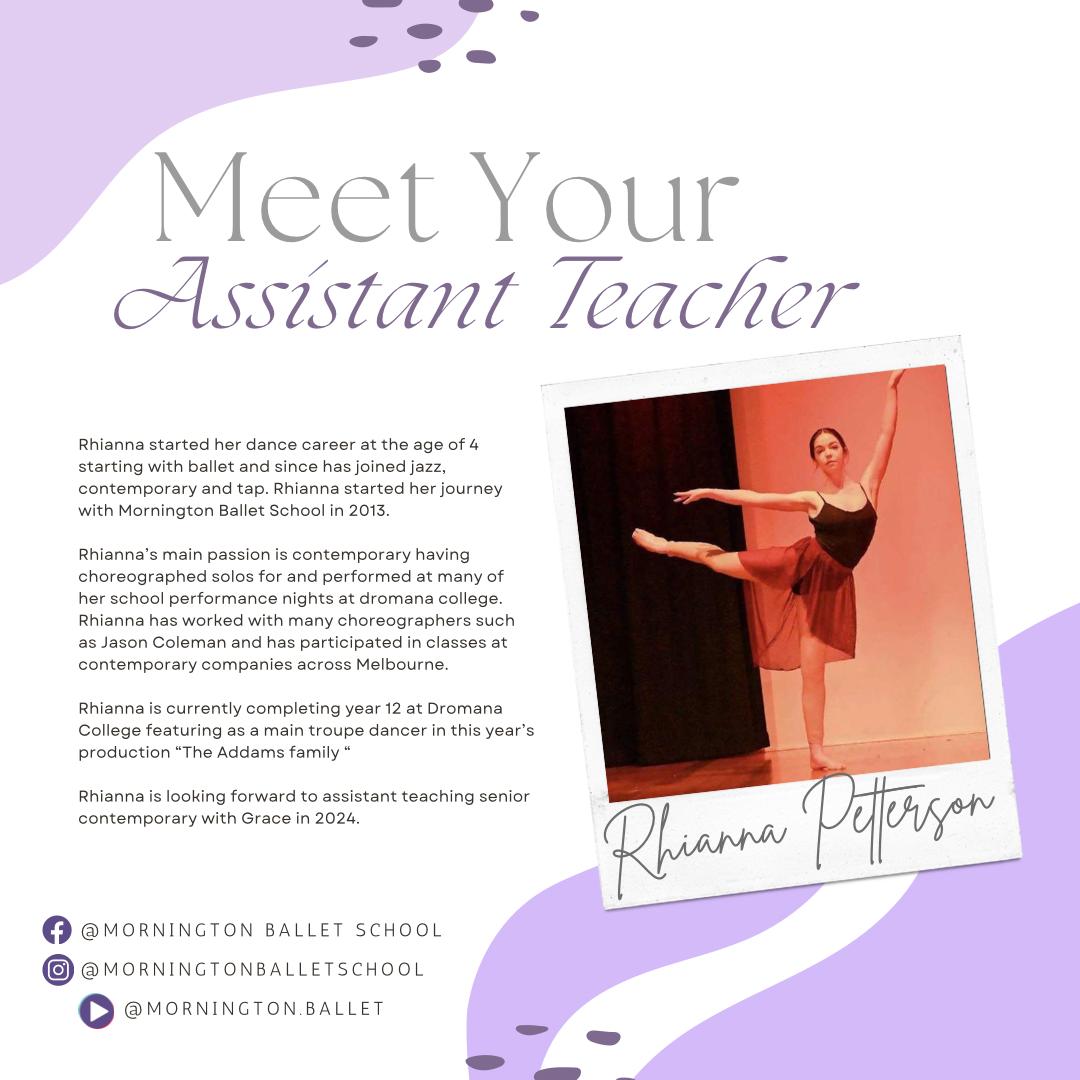 Meet Your
Assistant Teacher
Rhianna started her dance career at the age of 4
starting with ballet and since has joined jazz,
contemporary and tap. Rhianna started her journey
with Mornington Ballet School in 2013.
Rhianna’s main passion is contemporary having
choreographed solos for and performed at many of
her school performance nights at dromana college.
Rhianna has worked with many choreographers such
as Jason Coleman and has participated in classes at
contemporary companies across Melbourne.
Rhianna is currently completing year 12 at Dromana
College featuring as a main troupe dancer in this year’s
production “The Addams family “
Rhianna is looking forward to assistant teaching senior
contemporary with Grace in 2024.
Rhianna Petterson
@MORNINGTON BALLET SCHOOL
@MORNINGTONBALLETSCHOOL
@MORNINGTON.BALLET